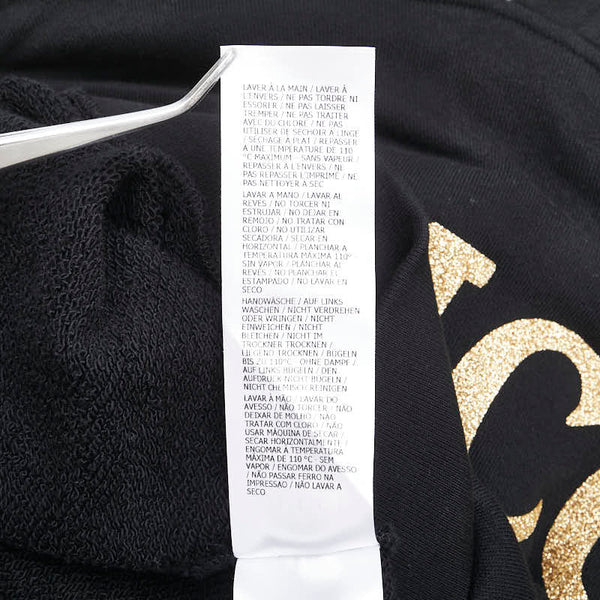 LAVER À LA MAIN / LAVER À
L'ENVERS / NE PAS TORDRE NI
ESSORER / NE PAS LAISSER
TREMPER / NE PAS TRAITER
AVEC DU CHLORE / NE PAS
UTILISER DE SECHOIR A LINGE
/ SÉCHAGE A PLAT / REPASSER
A UNE TEMPERATURE DE 110
°C MAXIMUM - SANS VAPEUR /
REPASSER À L'ENVERS / NE
PAS REPASSER L'IMPRIMÉ / NE
PAS NETTOYER À SEC
LAVAR A MANO / LAVAR AL
REVÉS / NO TORCER NI
ESTRUJAR / NO DEJAR EN
REMOJO / NO TRATAR CON
CLORO / NO UTILIZAR
SECADORA / SECAR EN
HORIZONTAL / PLANCHAR A
TEMPERATURA MÁXIMA 110°-
SIN VAPOR / PLANCHAR AL
REVÉS / NO PLANCHAR EL
ESTAMPADO / NO LAVAR EN
SECO
HANDWÄSCHE / AUF LINKS
WASCHEN / NICHT VERDREHEN
ODER WRINGEN / NICHT
EINWEICHEN / NICHT
BLEICHEN / NICHT IM
TROCKNER TROCKNEN /
LIEGEND TROCKNEN / BÜGELN
BIS ZU 110°C - OHNE DAMPF /
AUF LINKS BÜGELN / DEN
AUFDRUCK NICHT BÜGELN /
NICHT CHEMISCH REINIGEN
LAVAR À MÃO / LAVAR DO
AVESSO / NÃO TORCER / NÃO
DEIXAR DE MOLHO / NÃO
TRATAR COM CLORO / NÃO
USAR MÁQUINA DE SECAR /
SECAR HORIZONTALMENTE /
ENGOMAR A TEMPERATURA
MÁXIMA DE 110 °C - SEM
VAPOR / ENGOMAR DO AVESSO
/ NÃO PASSAR FERRO NA
IMPRESSÃO / NÃO LAVAR A
SECO